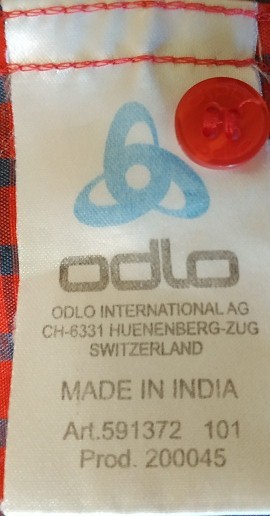 odlo
ODLO INTERNATIONAL AG
CH-6331 HUENENBERG-ZUG
SWITZERLAND
MADE IN INDIA
Art.591372 101
Prod. 200045